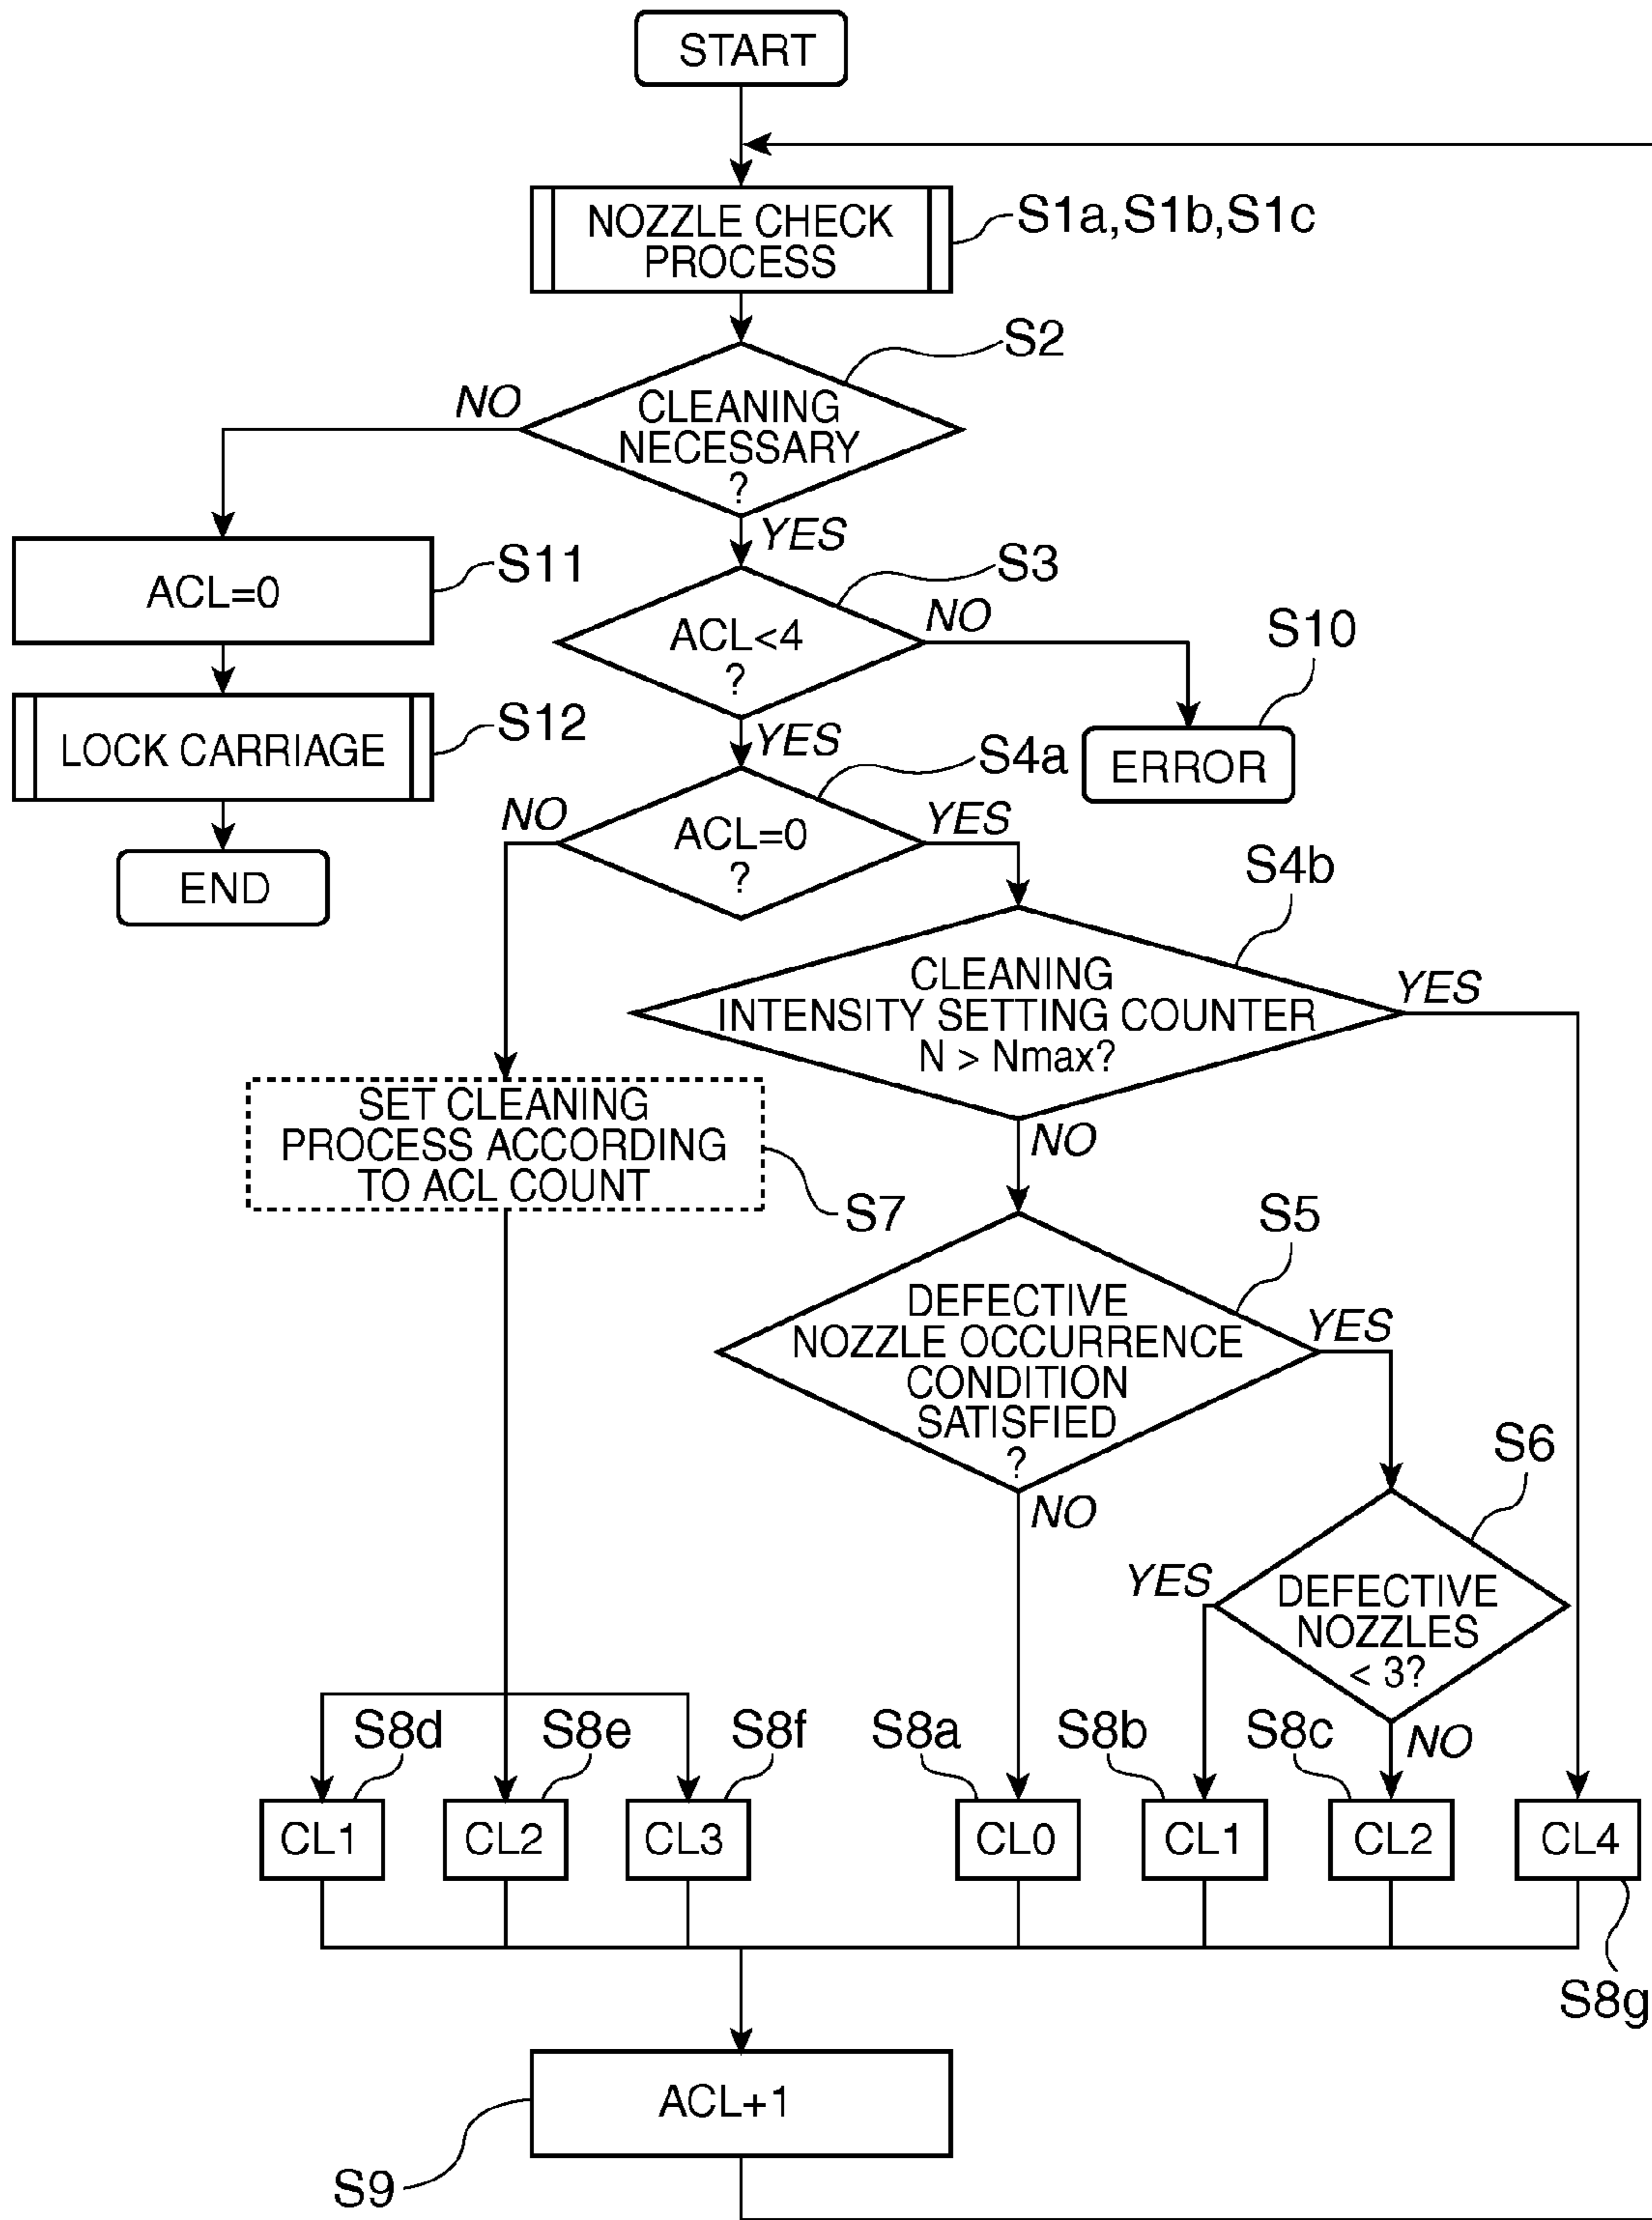 START
NOZZLE CHECK
PROCESS
S1a,S1b,S1c
S2
NO
CLEANING
NECESSARY
?
YES
S11
ACL=0
S3
ACL<4
?
NO
S10
ERROR
S12
LOCK CARRIAGE
END
YES
S4a
NO
ACL=0
?
YES
S4b
CLEANING
INTENSITY SETTING COUNTER
N > Nmax?
YES
NO
SET CLEANING
PROCESS ACCORDING
TO ACL COUNT
S7
S5
DEFECTIVE
NOZZLE OCCURRENCE
CONDITION
SATISFIED
?
YES
NO
S6
YES
DEFECTIVE
NOZZLES
< 3?
NO
S8d
S8e
S8f
S8a
S8b
S8c
CL1
CL2
CL3
CL0
CL1
CL2
CL4
S8g
ACL+1
S9